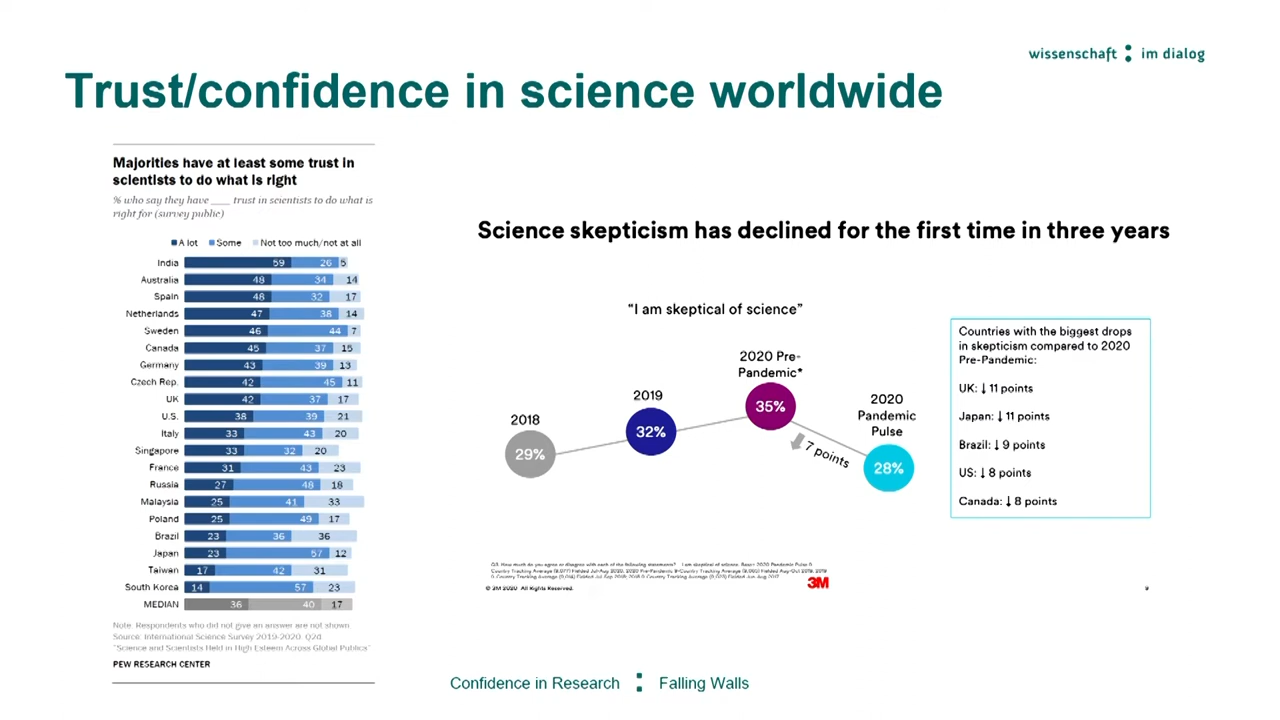 wissenschaft : im dialog
Trust/confidence in science worldwide
Majorities have at least some trust in
scientists to do what is right
% who say they have ___ trust in scientists to do what is
right for (survey public)
A lot Some Not too much/not at all
India 59 26 5
Australia 48 34 14
Spain 48 32 17
Netherlands 47 38 14
Sweden 46 44 7
Canada 45 37 15
Germany 43 39 13
Czech Rep. 42 45 11
UK 42 37 17
U.S. 38 39 21
Italy 33 43 20
Singapore 33 32 20
France 31 43 23
Russia 27 48 18
Malaysia 25 41 33
Poland 25 49 17
Brazil 23 36 36
Japan 23 57 12
Taiwan 17 42 31
South Korea 14 57 23
MEDIAN 36 40 17
Note: Respondents who did not give an answer are not shown
Source: International Science Survey 2019-2020. Q2d
"Science and Scientists Held in High Esteem Across Global Publics"
PEW RESEARCH CENTER
Science skepticism has declined for the first time in three years
“I am skeptical of science”
2018
29%
2019
32%
2020 Pre-
Pandemic*
35%
7 points
2020
Pandemic
Pulse
28%
Countries with the biggest drops
in skepticism compared to 2020
Pre-Pandemic:
UK: ↓ 11 points
Japan: ↓ 11 points
Brazil: ↓ 9 points
US: ↓ 8 points
Canada: ↓ 8 points
© 3M 2020 All Rights Reserved.
3M
9
Confidence in Research : Falling Walls